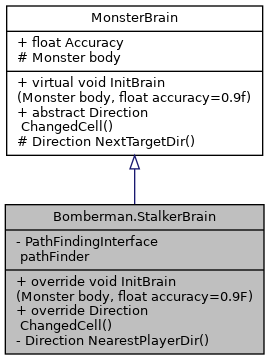 MonsterBrain
+ float Accuracy
# Monster body
+ virtual void InitBrain
(Monster body, float accuracy=0.9f)
+ abstract Direction
ChangedCell()
# Direction NextTargetDir()
Bomberman.StalkerBrain
- PathFindingInterface
pathFinder
+ override void InitBrain
(Monster body, float accuracy=0.9F)
+ override Direction
ChangedCell()
- Direction NearestPlayerDir()